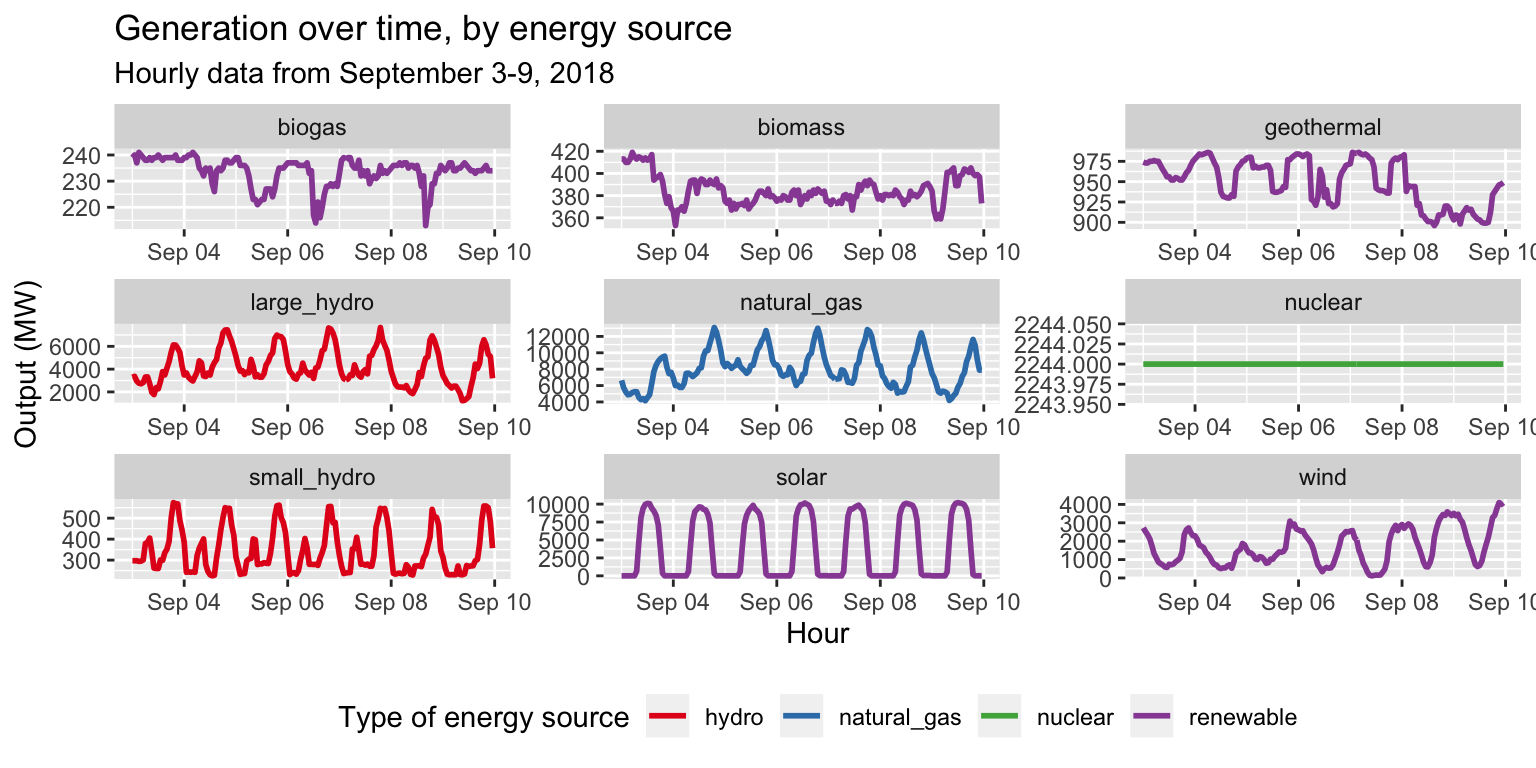 Generation over time, by energy source
Hourly data from September 3-9, 2018
biogas
240
230
220
Sep 04 Sep 06 Sep 08 Sep 10
biomass
420
400
380
360
Sep 04 Sep 06 Sep 08 Sep 10
geothermal
975
950
925
900
Sep 04 Sep 06 Sep 08 Sep 10
Output (MW)
large_hydro
6000
4000
2000
Sep 04 Sep 06 Sep 08 Sep 10
natural_gas
12000
10000
8000
6000
4000
Sep 04 Sep 06 Sep 08 Sep 10
nuclear
2244.050
2244.025
2244.000
2243.975
2243.950
Sep 04 Sep 06 Sep 08 Sep 10
small_hydro
500
400
300
Sep 04 Sep 06 Sep 08 Sep 10
solar
10000
7500
5000
2500
0
Sep 04 Sep 06 Sep 08 Sep 10
wind
4000
3000
2000
1000
0
Sep 04 Sep 06 Sep 08 Sep 10
Hour
Type of energy source hydro natural_gas nuclear renewable